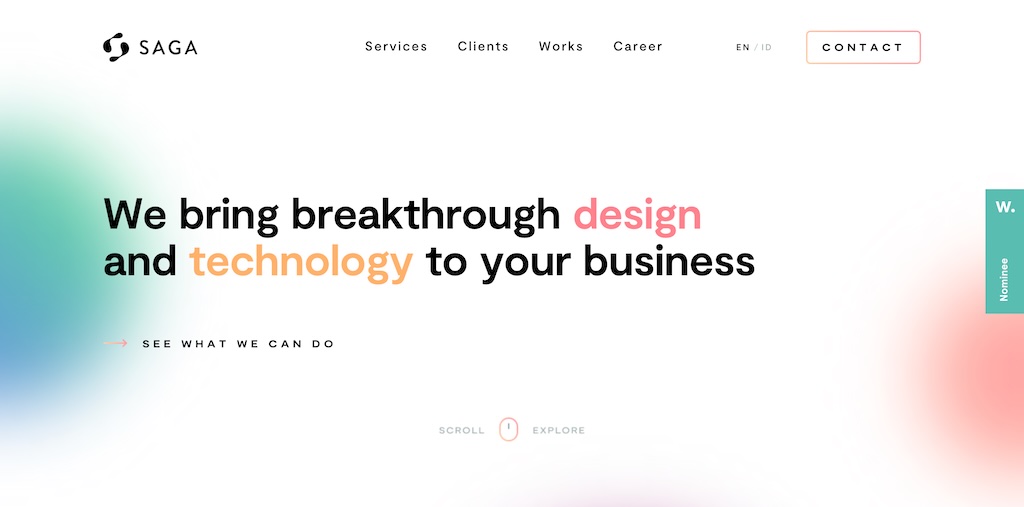 SAGA
Services Clients Works Career
EN / ID
CONTACT
We bring breakthrough design
and technology to your business
SEE WHAT WE CAN DO
W.
Nominee
SCROLL EXPLORE